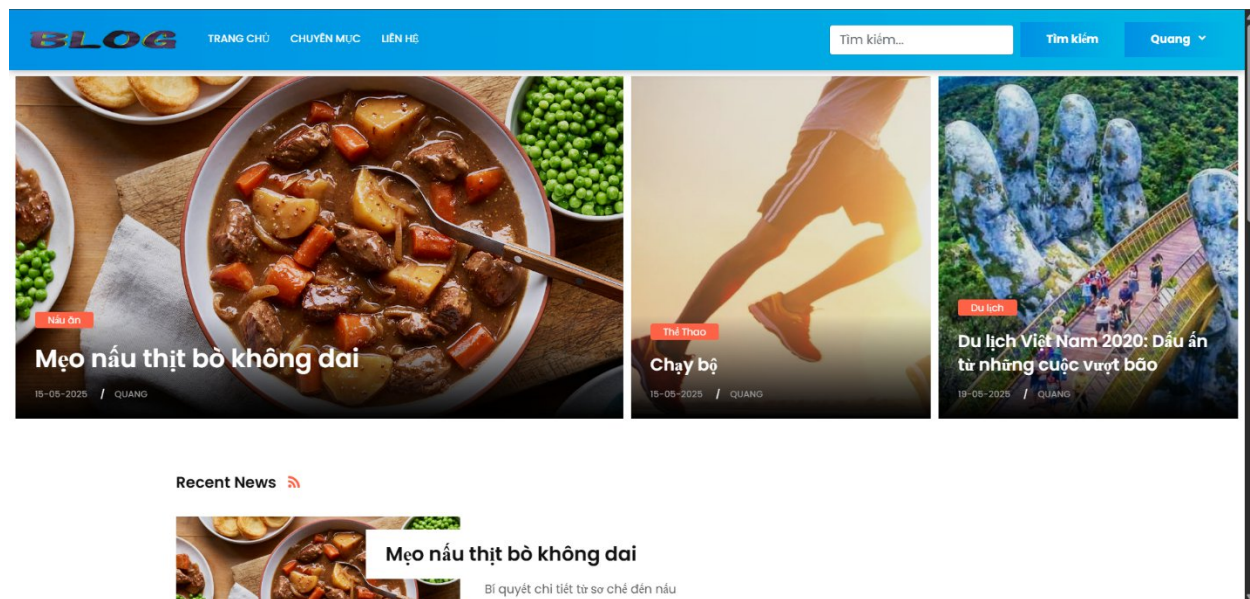 BLOG
TRANG CHỦ CHUYÊN MỤC LIÊN HỆ
Tìm kiếm...
Tìm kiếm
Quang
Nấu ăn
Mẹo nấu thịt bò không dai
15-05-2025 / QUANG
Thể Thao
Chạy bộ
15-05-2025 / QUANG
Du lịch
Du lịch Việt Nam 2020: Dấu ấn
từ những cuộc vượt bão
19-05-2025 / QUANG
Recent News
Mẹo nấu thịt bò không dai
Bí quyết chi tiết từ sơ chế đến nấu